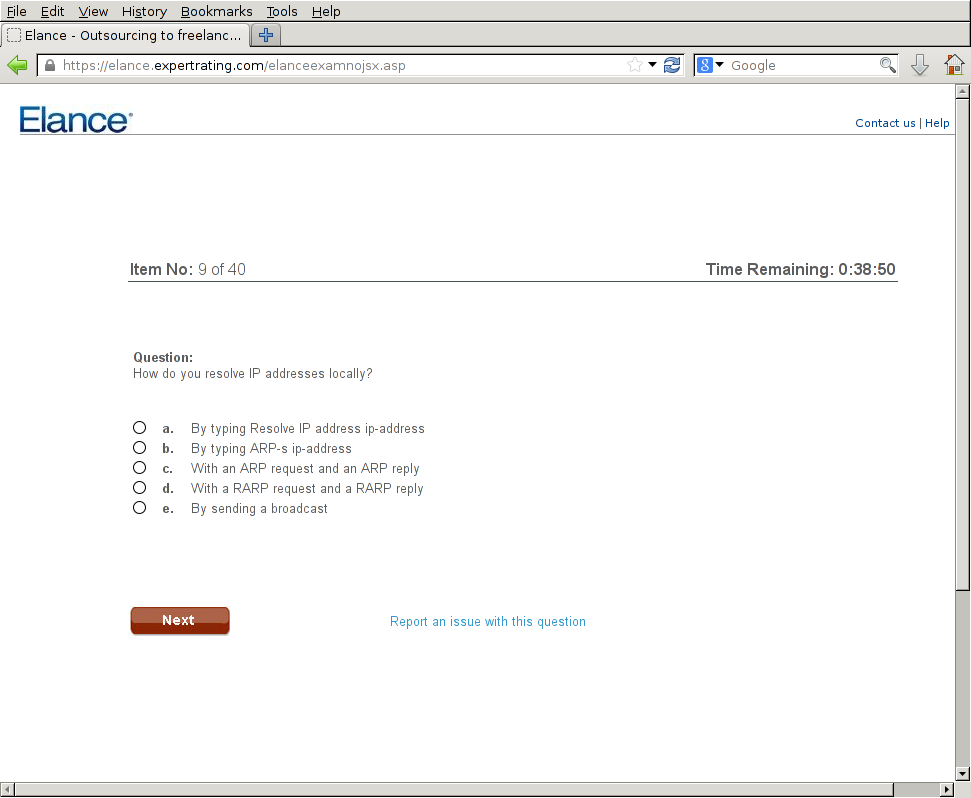 File Edit View History Bookmarks Tools Help
Elance - Outsourcing to freelanc...
https://elance.expertrating.com/elanceexamnojsx.asp
8 Google
Elance
Contact us | Help
Item No: 9 of 40 Time Remaining: 0:38:50
Question:
How do you resolve IP addresses locally?
a. By typing Resolve IP address ip-address
b. By typing ARP-s ip-address
c. With an ARP request and an ARP reply
d. With a RARP request and a RARP reply
e. By sending a broadcast
Next Report an issue with this question